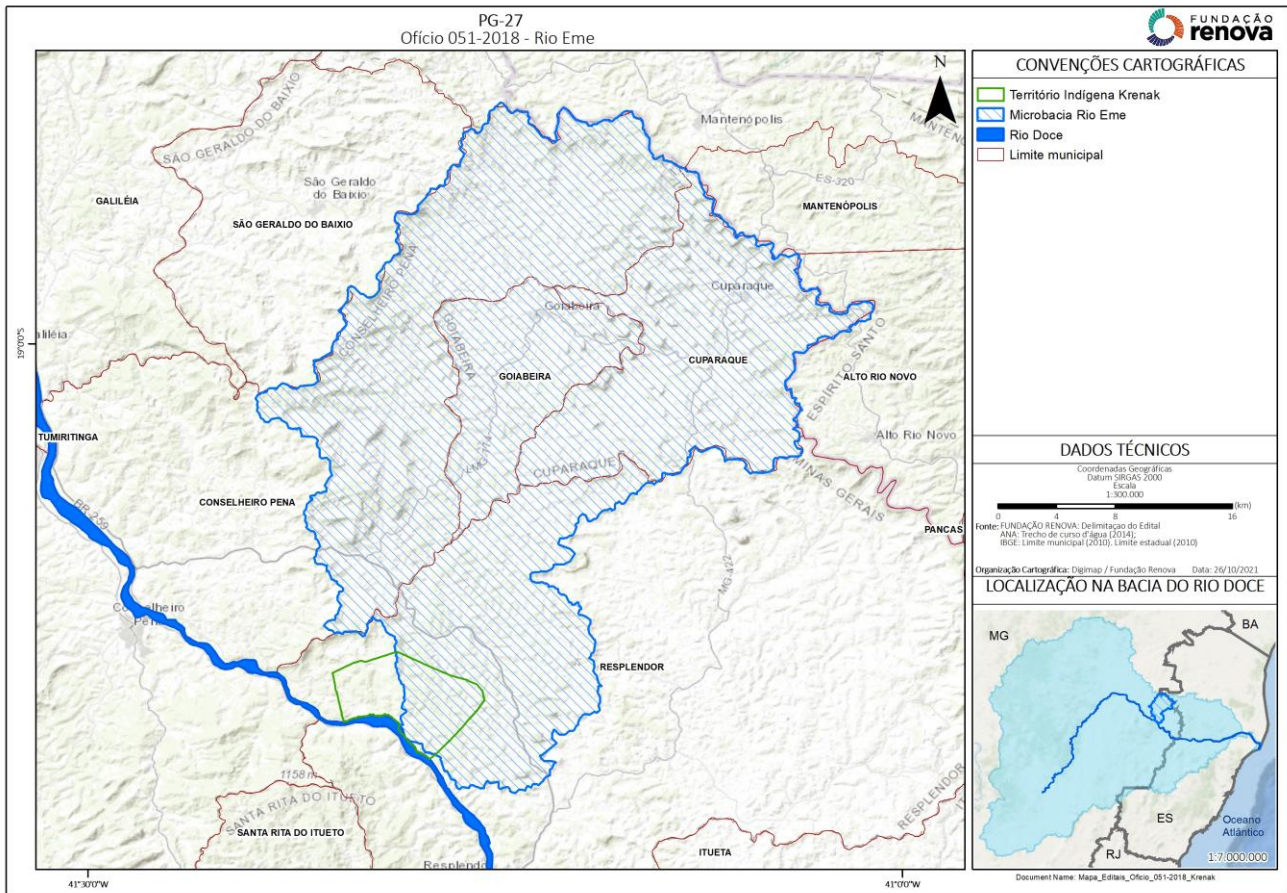 PG-27
Ofício 051-2018 - Rio Eme
FUNDAÇÃO
renova
N
CONVENÇÕES CARTOGRÁFICAS
Território Indígena Krenak
Microbacia Rio Eme
Rio Doce
Limite municipal
Mantenópolis
SÃO GERALDO DO BAIXIO
ES-320
São Geraldo
do Baixio
GALILÉIA
MANTENÓPOLIS
SÃO GERALDO DO BAIXIO
CONSELHEIRO PENA
Cuparaque
Goiabeira
GOIABEIRA
19°0'0"S
CUPARAQUE
GOIABEIRA
ALTO RIO NOVO
ESPÍRITO SANTO
TUMIRITINGA
Alto Rio Novo
CUPARAQUE
MINAS GERAIS
CONSELHEIRO PENA
BR-259
PANCAS
MG-422
RESPLENDOR
1158 m
SANTA RITA DO ITUETO
SANTA RITA DO ITUETO
RESPLENDOR
ITUETA
41°30'0"W
41°0'0"W
DADOS TÉCNICOS
Coordenadas Geográficas
Datum SIRGAS 2000
Escala
1:300.000
(km)
0 4 8 16
Fonte: FUNDAÇÃO RENOVA: Delimitaçao do Edital
ANA: Trecho de curso d'água (2014);
IBGE: Limite municipal (2010). Limite estadual (2010)
Organização Cartográfica: Digimap / Fundação Renova Data: 26/10/2021
LOCALIZAÇÃO NA BACIA DO RIO DOCE
MG
BA
ES
RJ
Oceano
Atlântico
1:7.000.000
Document Name: Mapa_Editais_Oficio_051-2018_Krenak